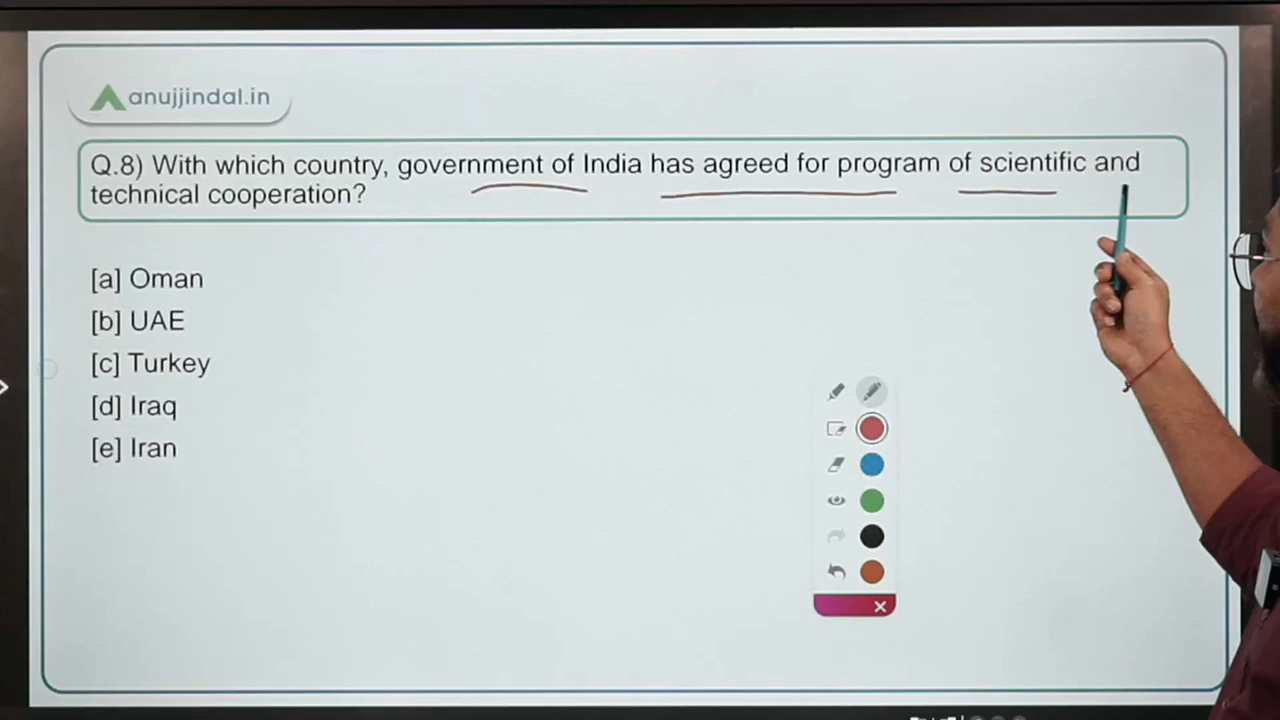 anujjindal.in
Q.8) With which country, government of India has agreed for program of scientific and
technical cooperation?
[a] Oman
[b] UAE
[c] Turkey
[d] Iraq
[e] Iran